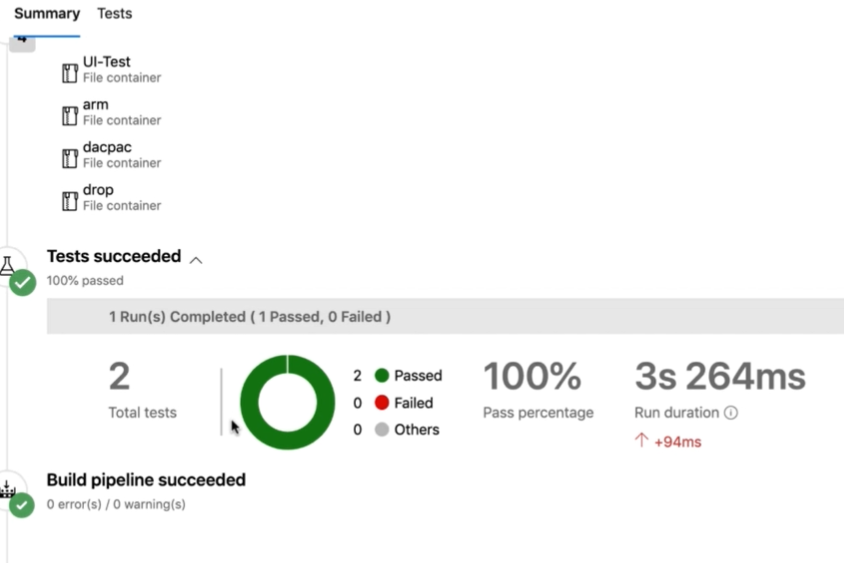 Summary Tests
4
UI-Test
File container
arm
File container
dacpac
File container
drop
File container
Tests succeeded
100% passed
1 Run(s) Completed ( 1 Passed, 0 Failed )
2
Total tests
2 Passed
0 Failed
0 Others
100%
Pass percentage
3s 264ms
Run duration
+94ms
Build pipeline succeeded
0 error(s) / 0 warning(s)